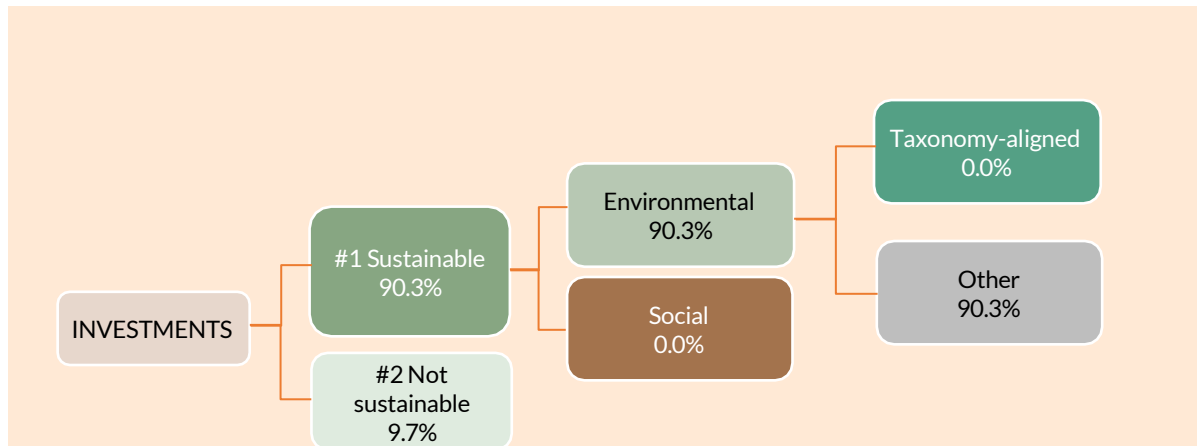 INVESTMENTS
#1 Sustainable
90.3%
#2 Not
sustainable
9.7%
Environmental
90.3%
Social
0.0%
Taxonomy-aligned
0.0%
Other
90.3%